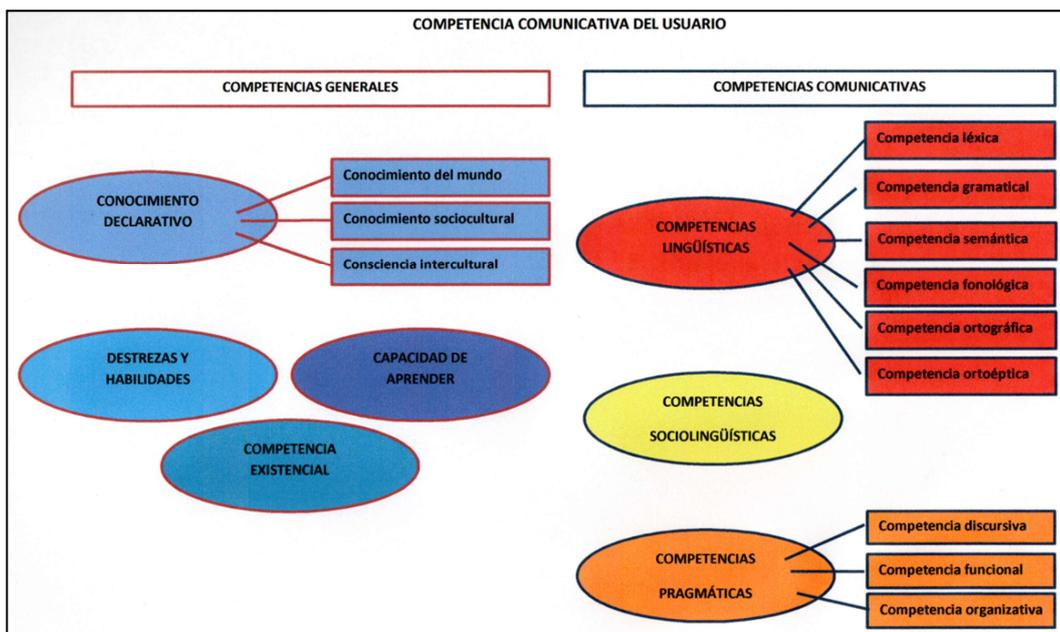 COMPETENCIA COMUNICATIVA DEL USUARIO
COMPETENCIAS GENERALES
CONOCIMIENTO
DECLARATIVO
Conocimiento del mundo
Conocimiento sociocultural
Consciencia intercultural
DESTREZAS Y
HABILIDADES
CAPACIDAD DE
APRENDER
COMPETENCIA
EXISTENCIAL
COMPETENCIAS COMUNICATIVAS
COMPETENCIAS
LINGÜÍSTICAS
Competencia léxica
Competencia gramatical
Competencia semántica
Competencia fonológica
Competencia ortográfica
Competencia ortoéptica
COMPETENCIAS
SOCIOLINGÜÍSTICAS
COMPETENCIAS
PRAGMÁTICAS
Competencia discursiva
Competencia funcional
Competencia organizativa